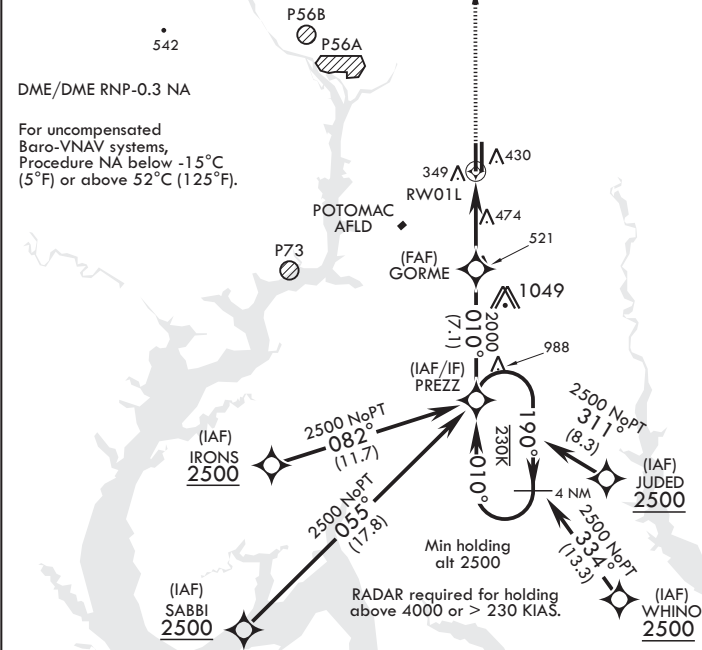 P56B
542
P56A
DME/DME RNP-0.3 NA
For uncompensated
Baro-VNAV systems,
Procedure NA below -15°C
(5°F) or above 52°C (125°F).
430
349
RW01L
POTOMAC
AFLD
474
P73
521
(FAF)
GORME
1049
2000
010°
(7.1)
988
(IAF/IF)
PREZZ
2500 NoPT
082°
(11.7)
(IAF)
IRONS
2500
190°
230K
010°
2500 NoPT
311°
(8.3)
(IAF)
JUDED
2500
4 NM
2500 NoPT
055°
(17.8)
Min holding
alt 2500
2500 NoPT
334°
(13.3)
(IAF)
SABBI
2500
RADAR required for holding
above 4000 or > 230 KIAS.
(IAF)
WHINO
2500